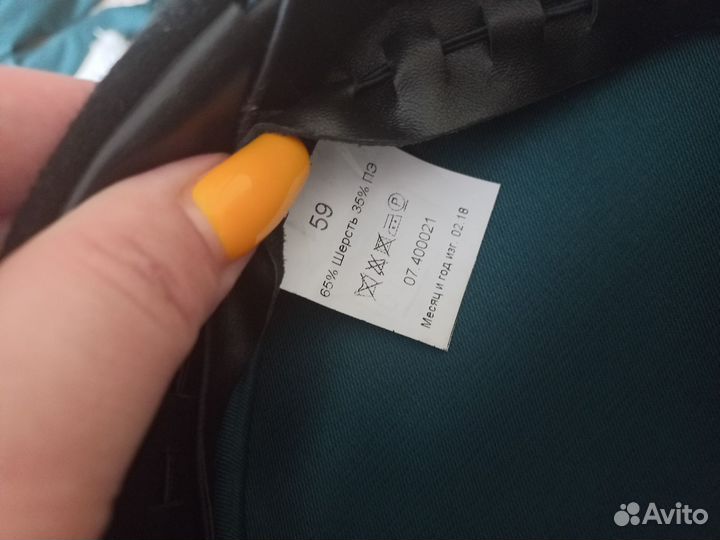 59
65% Шерсть 35% ПЭ
P
07 400021
Месяц и год изг. 02.18
Avito